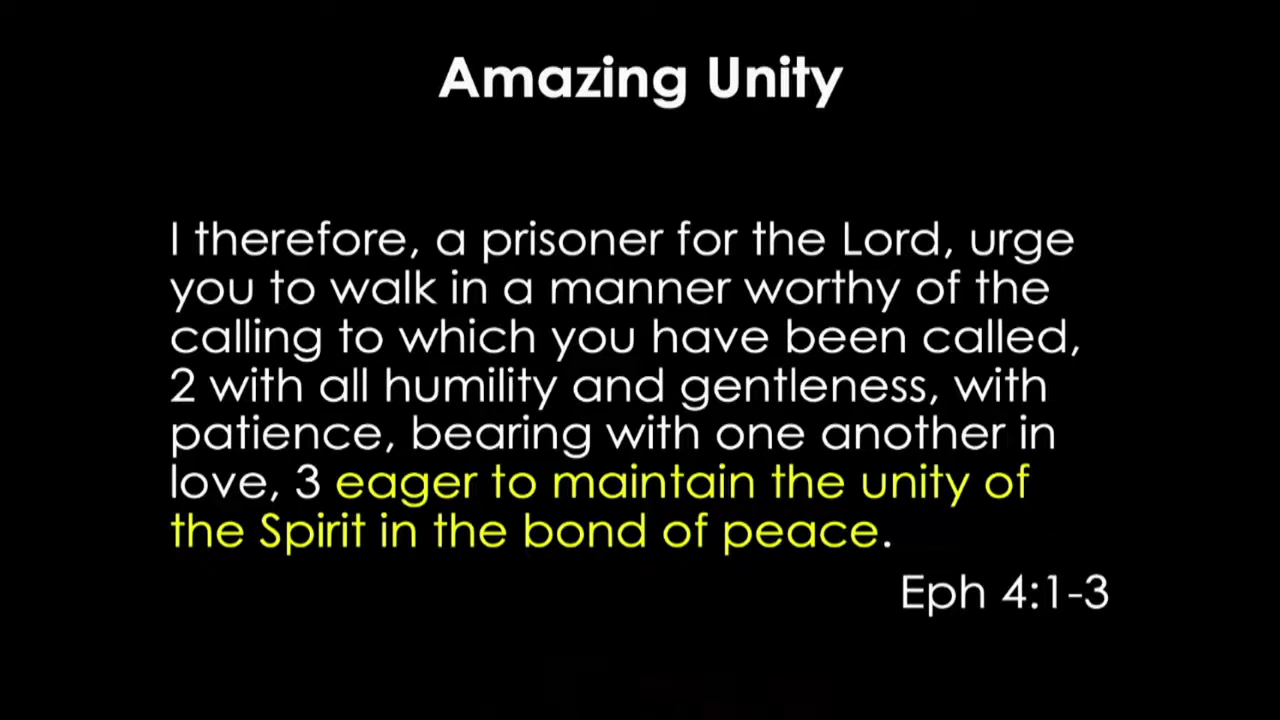 Amazing Unity
I therefore, a prisoner for the Lord, urge
you to walk in a manner worthy of the
calling to which you have been called,
2 with all humility and gentleness, with
patience, bearing with one another in
love, 3 eager to maintain the unity of
the Spirit in the bond of peace.
Eph 4:1-3